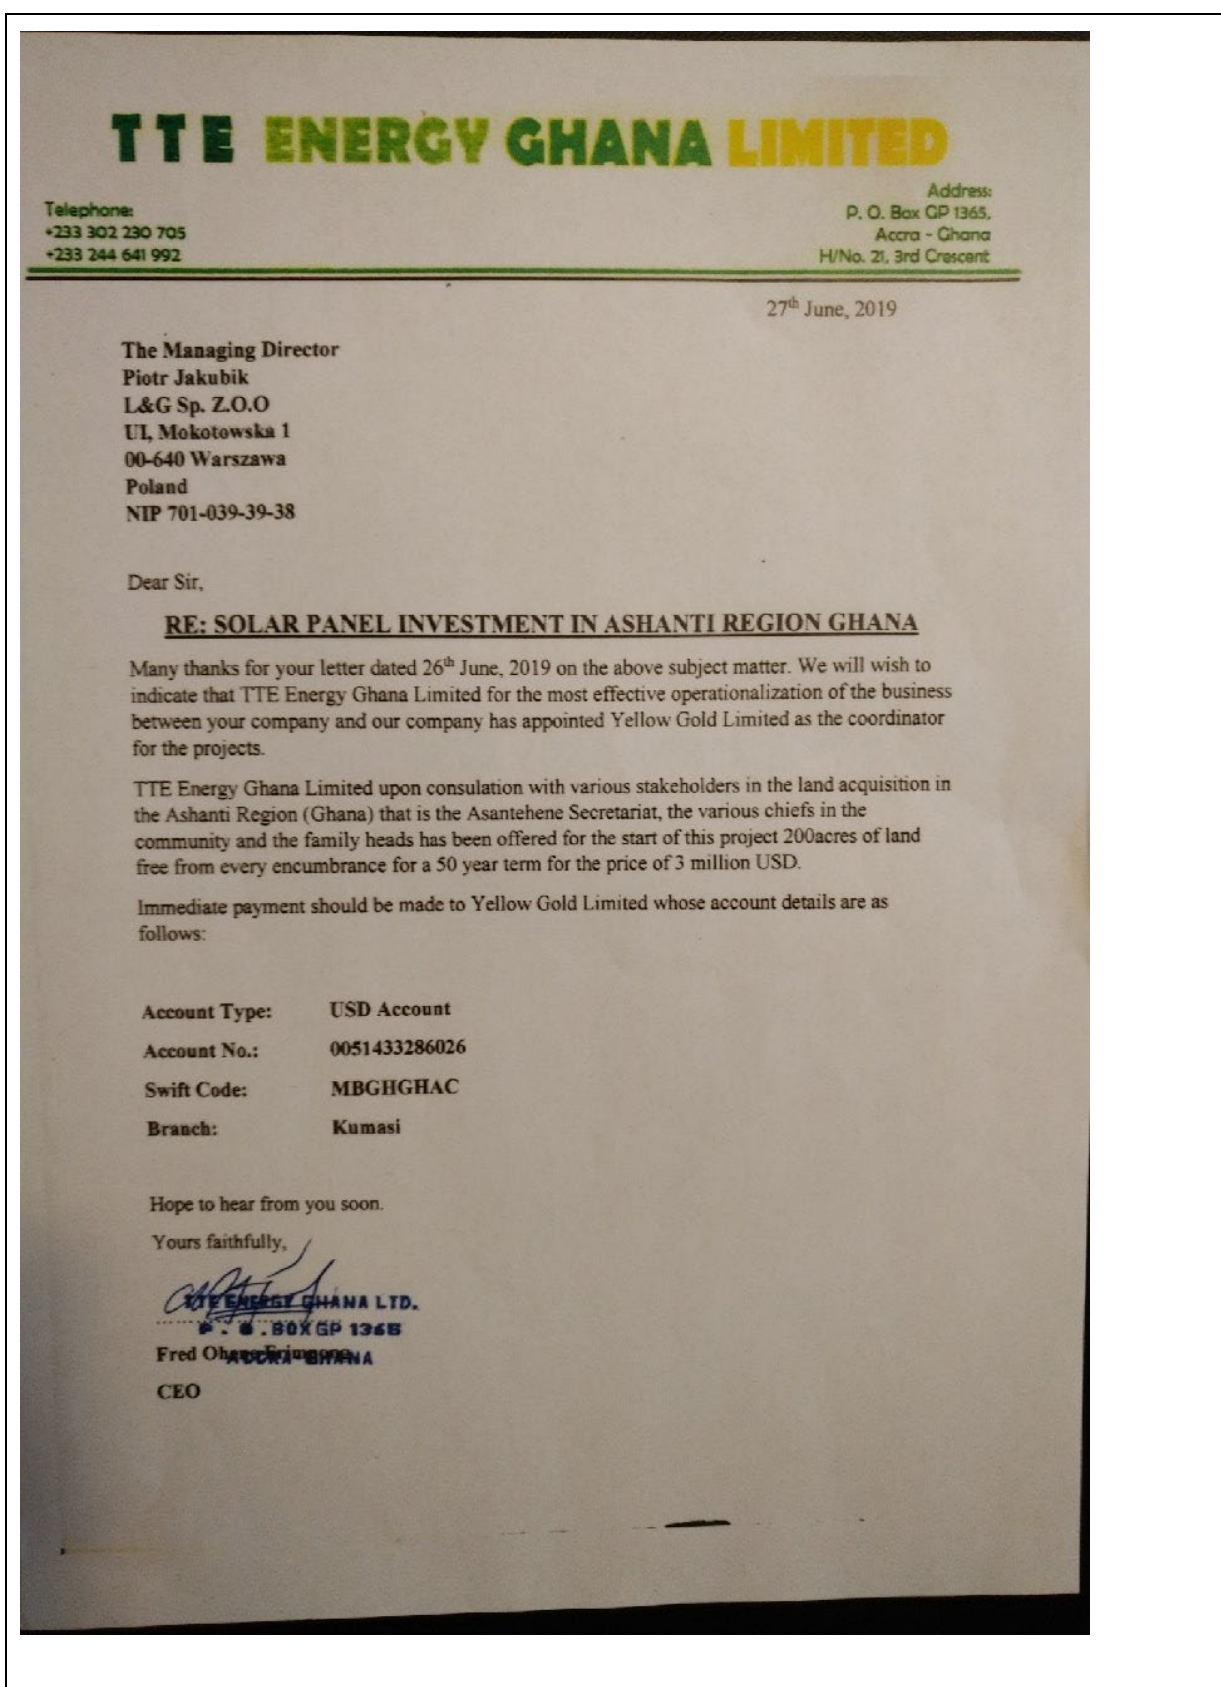 TTE ENERGY GHANA LIMITED
Telephone:
+233 302 230 705
+233 244 641 992
Address:
P. O. Box GP 1365,
Accra - Ghana
H/No. 21, 3rd Crescent
27th June, 2019
The Managing Director
Piotr Jakubik
L&G Sp. Z.O.O
UI, Mokotowska 1
00-640 Warszawa
Poland
NIP 701-039-39-38
Dear Sir,
RE: SOLAR PANEL INVESTMENT IN ASHANTI REGION GHANA
Many thanks for your letter dated 26th June, 2019 on the above subject matter. We will wish to
indicate that TTE Energy Ghana Limited for the most effective operationalization of the business
between your company and our company has appointed Yellow Gold Limited as the coordinator
for the projects.
TTE Energy Ghana Limited upon consulation with various stakeholders in the land acquisition in
the Ashanti Region (Ghana) that is the Asantehene Secretariat, the various chiefs in the
community and the family heads has been offered for the start of this project 200acres of land
free from every encumbrance for a 50 year term for the price of 3 million USD.
Immediate payment should be made to Yellow Gold Limited whose account details are as
follows:
Account Type: USD Account
Account No.: 0051433286026
Swift Code: MBGHGHAC
Branch: Kumasi
Hope to hear from you soon.
Yours faithfully,
TTE ENERGY GHANA LTD.
P. O. BOX GP 1365
ACCRA-GHANA
Fred
CEO